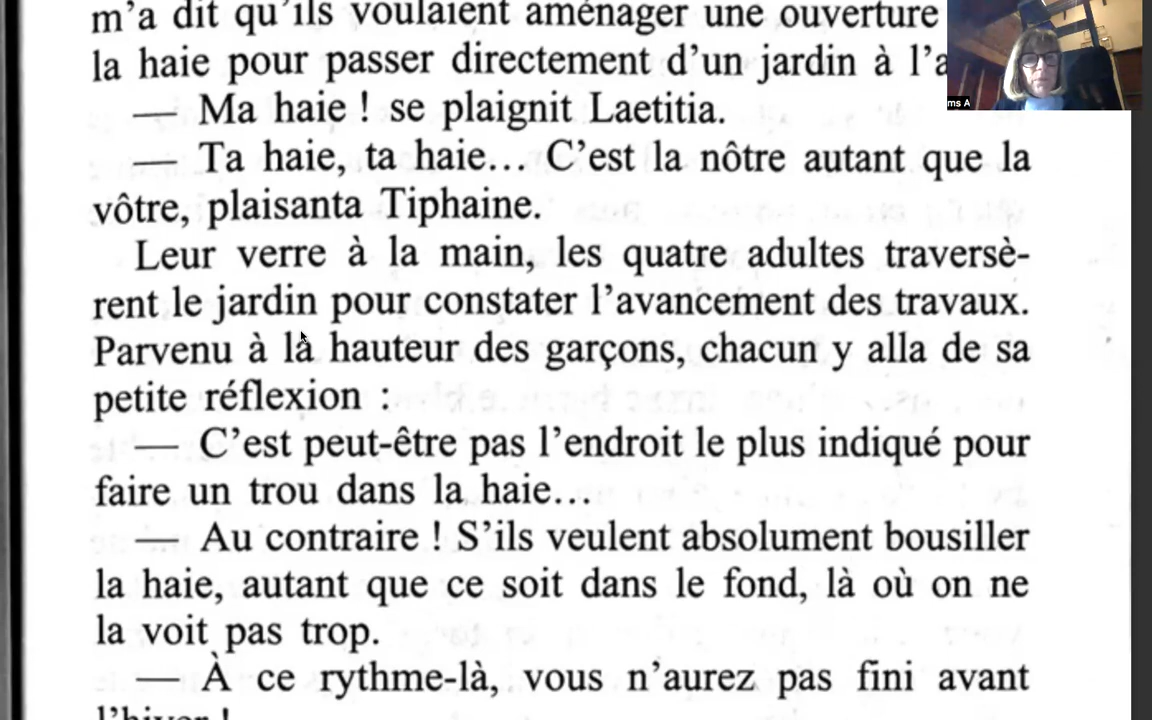 m’a dit qu’ils voulaient aménager une ouverture
la haie pour passer directement d’un jardin à l’a
— Ma haie ! se plaignit Laetitia.
— Ta haie, ta haie... C’est la nôtre autant que la
vôtre, plaisanta Tiphaine.
Leur verre à la main, les quatre adultes traversè-
rent le jardin pour constater l’avancement des travaux.
Parvenu à la hauteur des garçons, chacun y alla de sa
petite réflexion :
— C’est peut-être pas l’endroit le plus indiqué pour
faire un trou dans la haie...
— Au contraire ! S’ils veulent absolument bousiller
la haie, autant que ce soit dans le fond, là où on ne
la voit pas trop.
— À ce rythme-là, vous n’aurez pas fini avant
l’hiver !
ms A